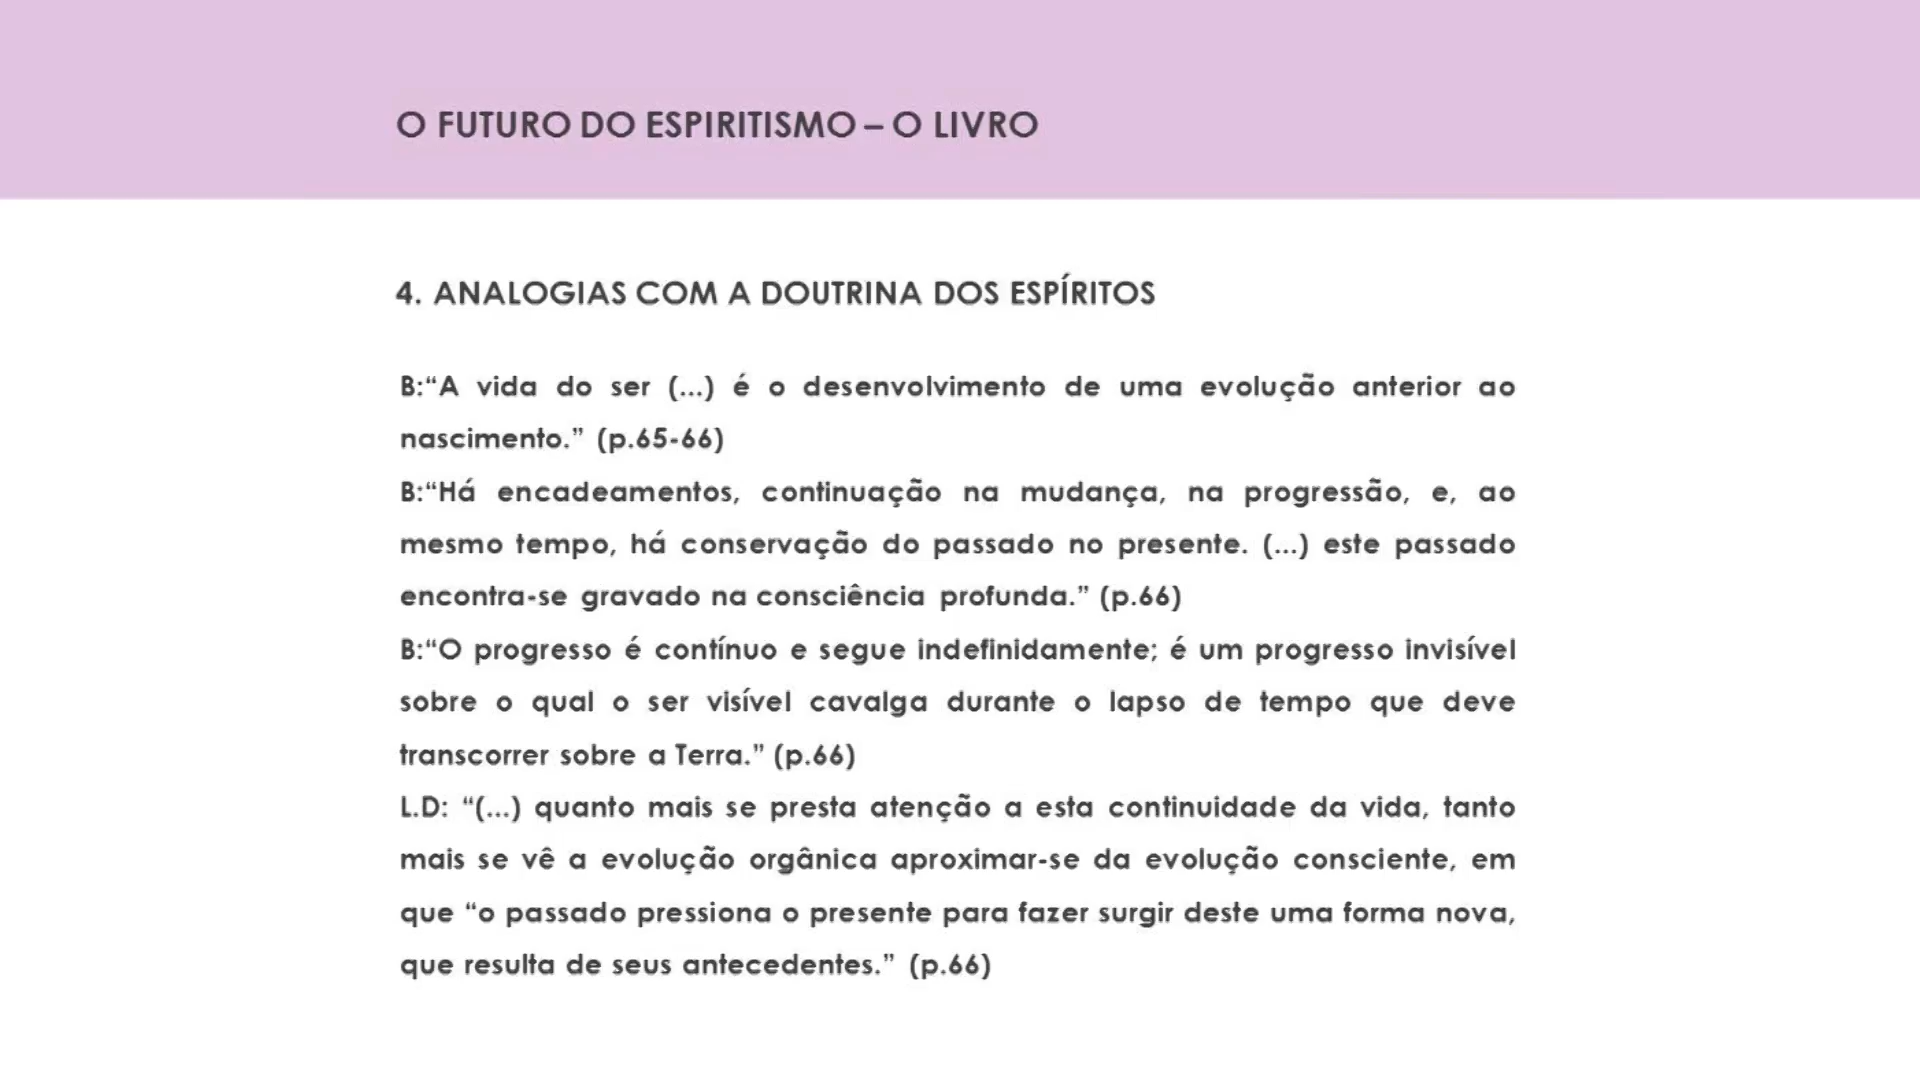 O FUTURO DO ESPIRITISMO – O LIVRO
4. ANALOGIAS COM A DOUTRINA DOS ESPÍRITOS
B:“A vida do ser (...) é o desenvolvimento de uma evolução anterior ao
nascimento.” (p.65-66)
B:“Há encadeamentos, continuação na mudança, na progressão, e, ao
mesmo tempo, há conservação do passado no presente. (...) este passado
encontra-se gravado na consciência profunda.” (p.66)
B:“O progresso é contínuo e segue indefinidamente; é um progresso invisível
sobre o qual o ser visível cavalga durante o lapso de tempo que deve
transcorrer sobre a Terra.” (p.66)
L.D: “(...) quanto mais se presta atenção a esta continuidade da vida, tanto
mais se vê a evolução orgânica aproximar-se da evolução consciente, em
que “o passado pressiona o presente para fazer surgir deste uma forma nova,
que resulta de seus antecedentes.” (p.66)